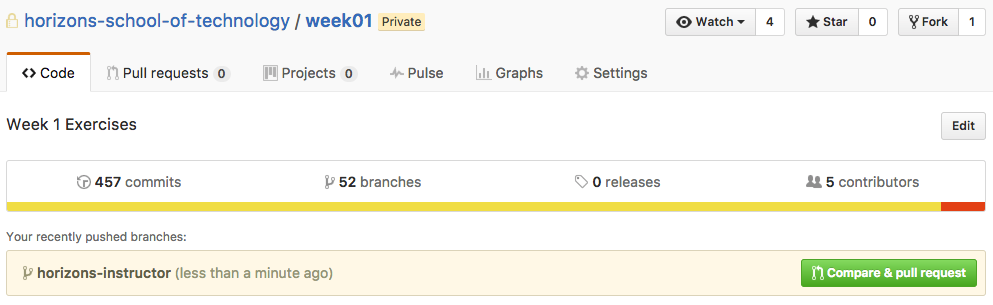 horizons-school-of-technology / week01 Private Watch 4 Star 0 Fork 1
Code Pull requests 0 Projects 0 Pulse Graphs Settings
Week 1 Exercises Edit
457 commits 52 branches 0 releases 5 contributors
Your recently pushed branches:
horizons-instructor (less than a minute ago) Compare & pull request